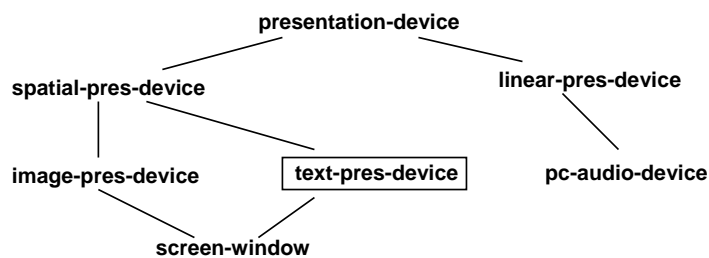 presentation-device
spatial-pres-device
linear-pres-device
image-pres-device
text-pres-device
pc-audio-device
screen-window